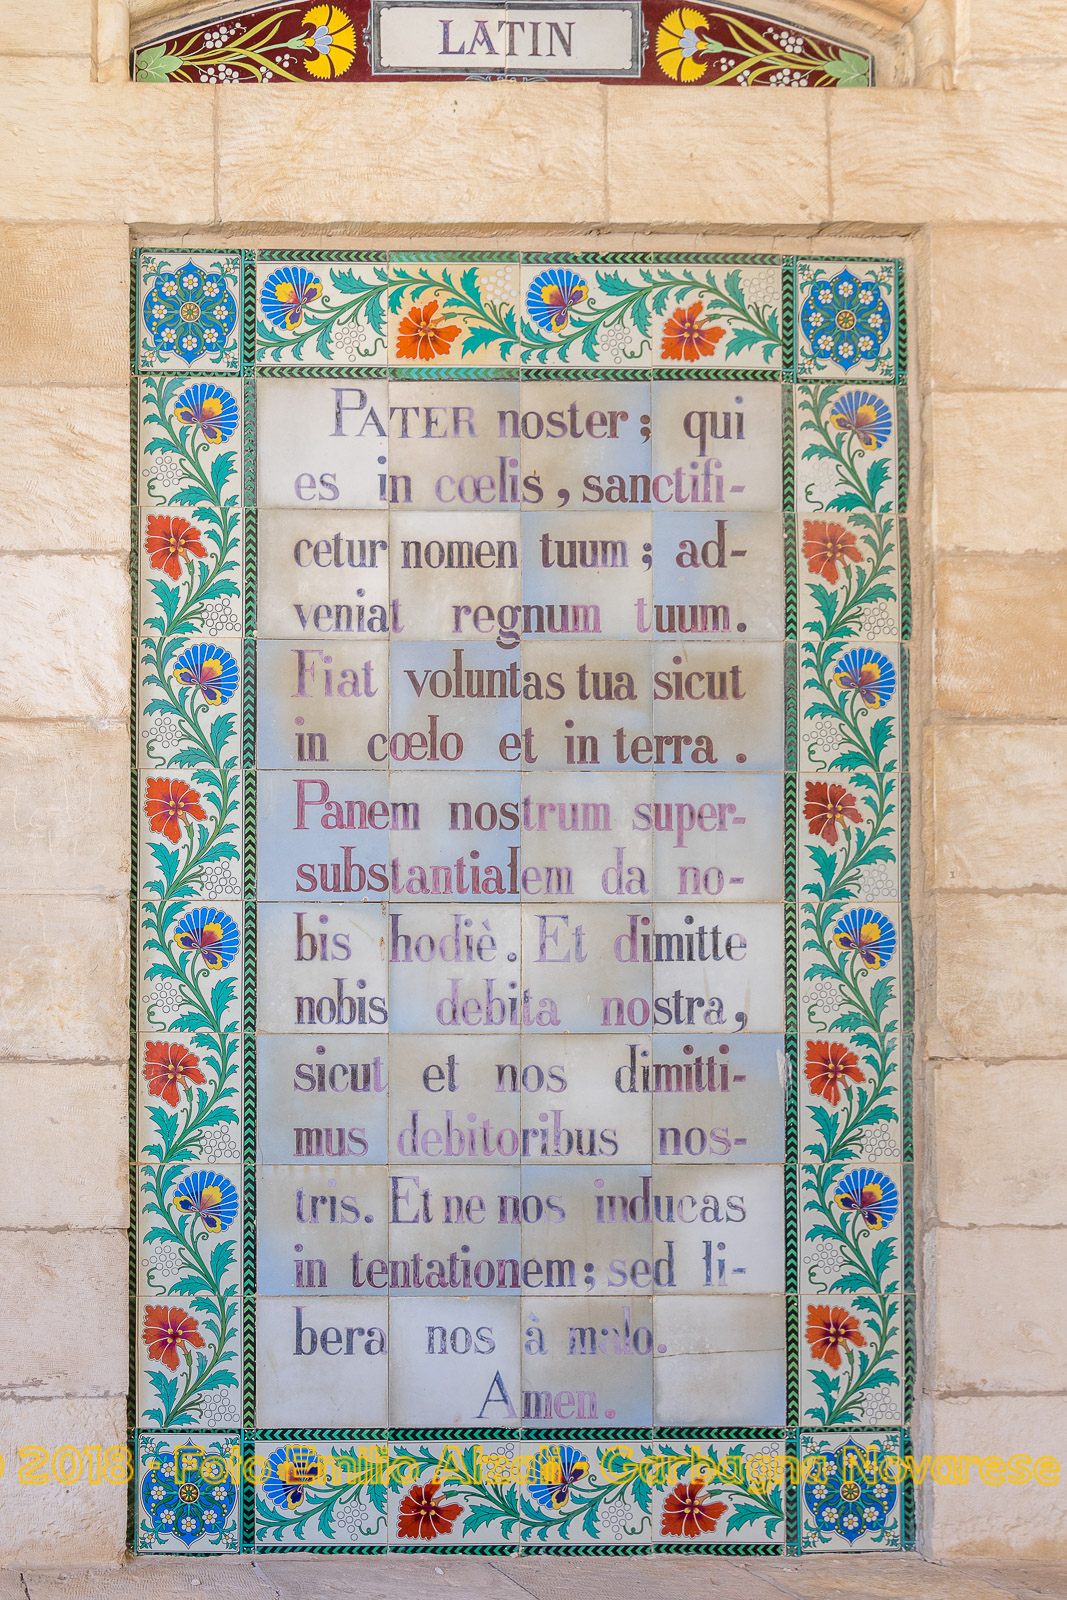 LATIN
PATER noster ; qui
es in cœlis , sanctifi-
cetur nomen tuum ; ad-
veniat regnum tuum.
Fiat voluntas tua sicut
in cœlo et in terra .
Panem nostrum super-
substantialem da no-
bis hodiè. Et dimitte
nobis debita nostra,
sicut et nos dimitti-
mus debitoribus nos-
tris. Et ne nos inducas
in tentationem ; sed li-
bera nos à malo.
Amen.
© 2018 - Foto Emilio Alzati - Garbagna Novarese